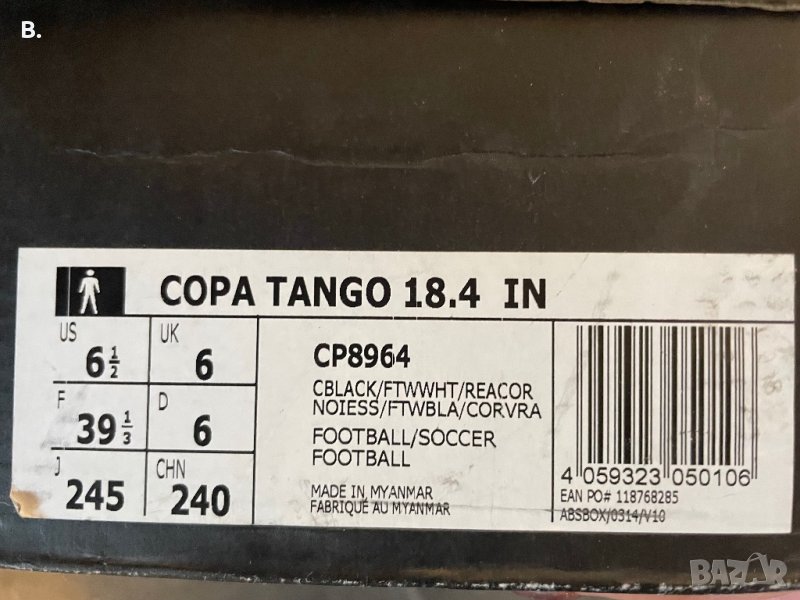 B.
COPA TANGO 18.4 IN
US 6 1/2 UK 6
F 39 1/3 D 6
J 245 CHN 240
CP8964
CBLACK/FTWWHT/REACOR
NOIESS/FTWBLA/CORVRA
FOOTBALL/SOCCER
FOOTBALL
MADE IN MYANMAR
FABRIQUÉ AU MYANMAR
4 059323 050106
EAN PO# 118768285
ABSBOX/0314/V10
BAZAR